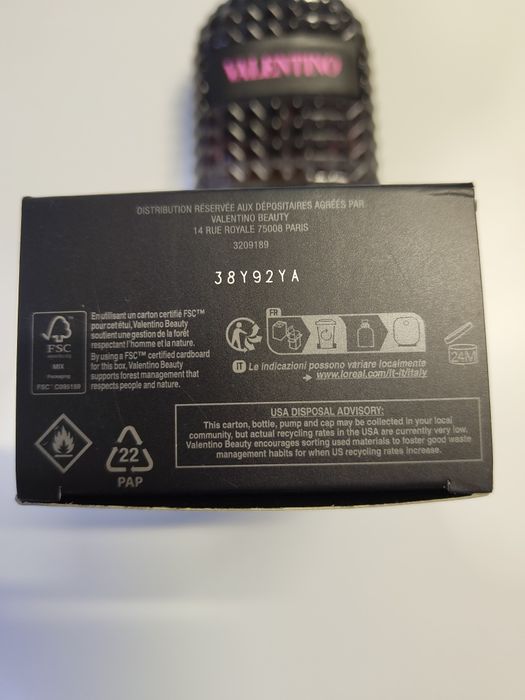 VALENTINO
DISTRIBUTION RÉSERVÉE AUX DÉPOSITAIRES AGRÉÉS PAR
VALENTINO BEAUTY
14 RUE ROYALE 75008 PARIS
3209189
38Y92YA
En utilisant un carton certifié FSC™
pour cet étui, Valentino Beauty
soutient une gestion de la forêt
respectant l'homme et la nature.
By using a FSC™ certified cardboard
for this box, Valentino Beauty
supports forest management that
respects people and nature.
FSC
MIX
Packaging
FSC™ C095159
FR
IT Le indicazioni possono variare localmente
→ www.loreal.com/it-it/italy
24M
22
PAP
USA DISPOSAL ADVISORY:
This carton, bottle, pump and cap may be collected in your local
community, but actual recycling rates in the USA are currently very low.
Valentino Beauty encourages sorting used materials to foster good waste
management habits for when US recycling rates increase.